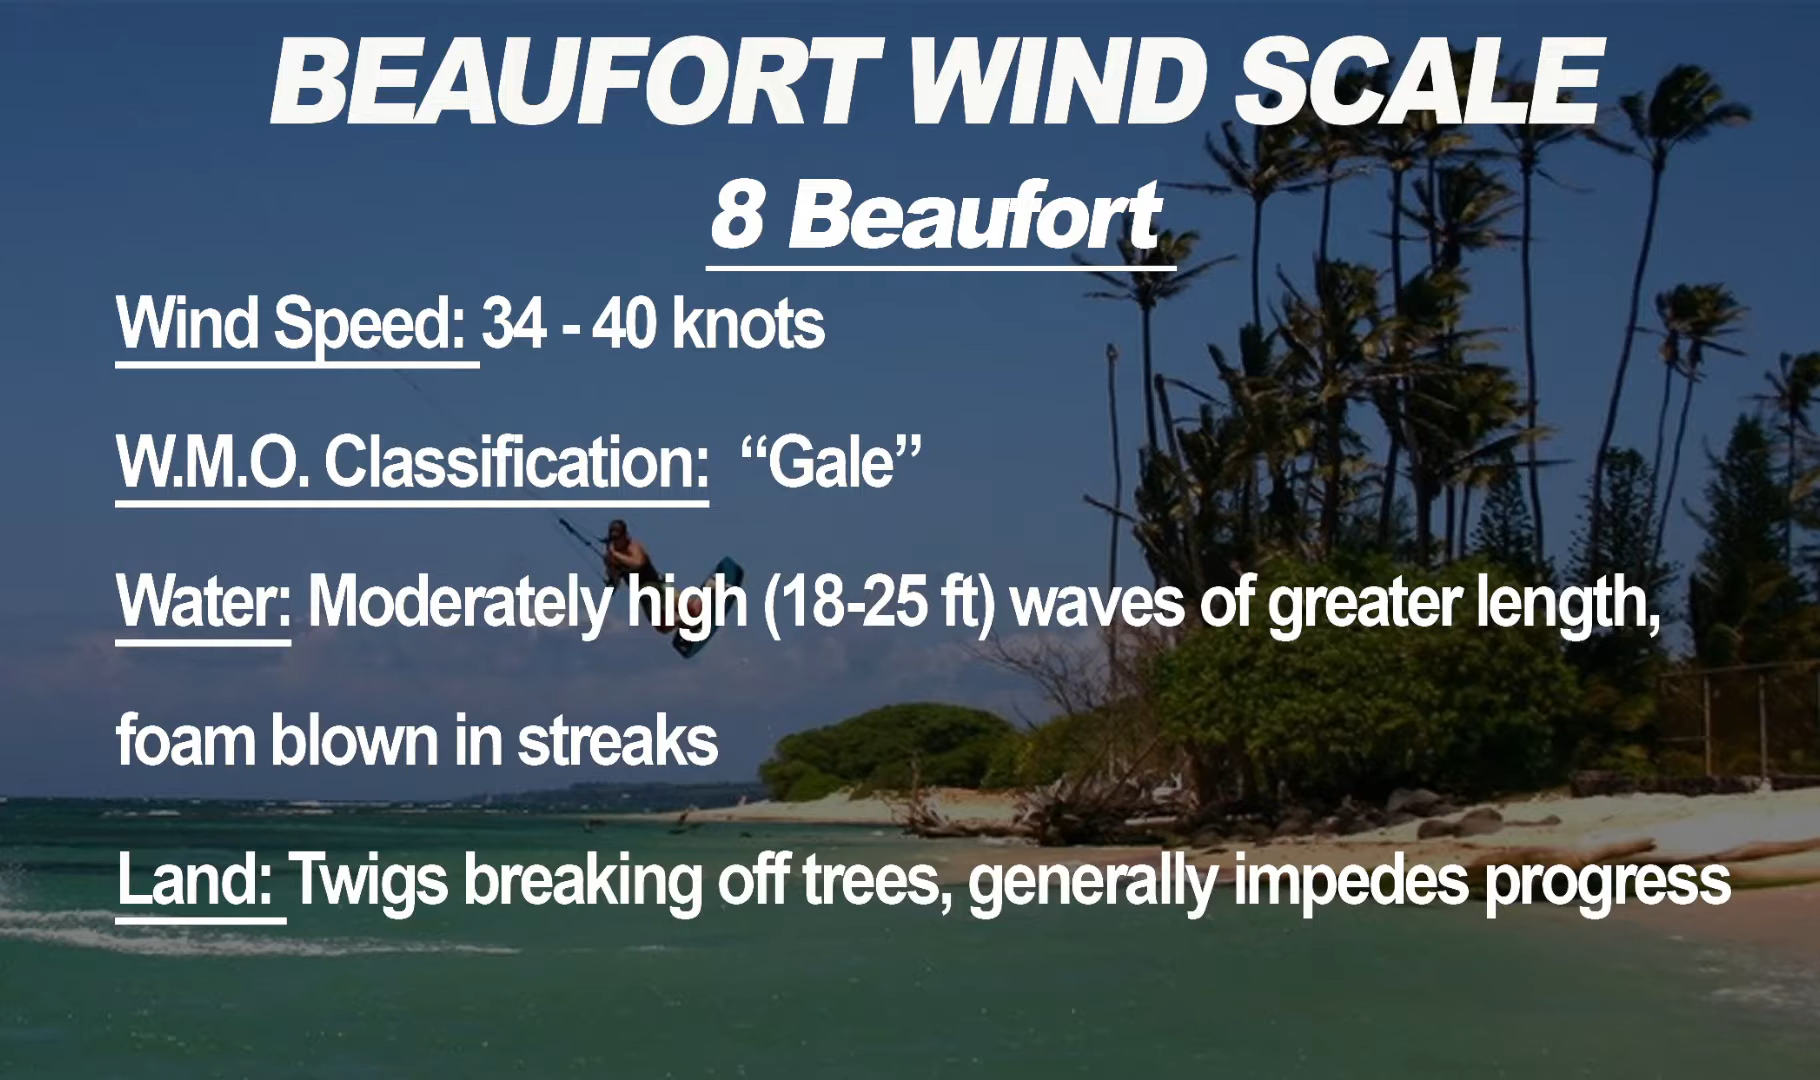 BEAUFORT WIND SCALE
8 Beaufort
Wind Speed: 34 - 40 knots
W.M.O. Classification: “Gale”
Water: Moderately high (18-25 ft) waves of greater length,
foam blown in streaks
Land: Twigs breaking off trees, generally impedes progress